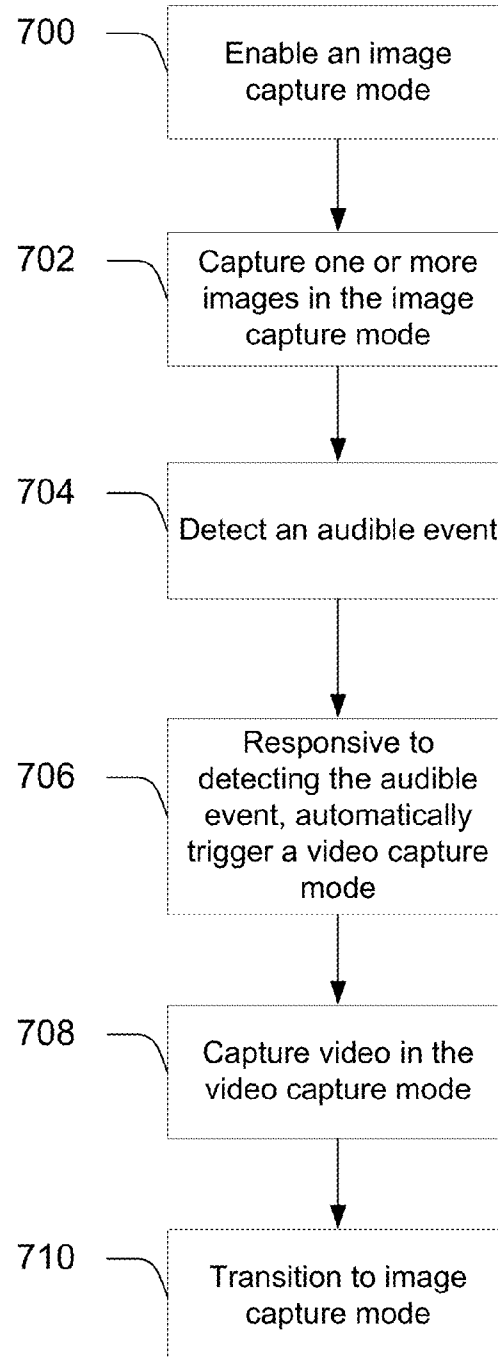 700
Enable an image
capture mode
702
Capture one or more
images in the image
capture mode
704
Detect an audible event
706
Responsive to
detecting the audible
event, automatically
trigger a video capture
mode
708
Capture video in the
video capture mode
710
Transition to image
capture mode